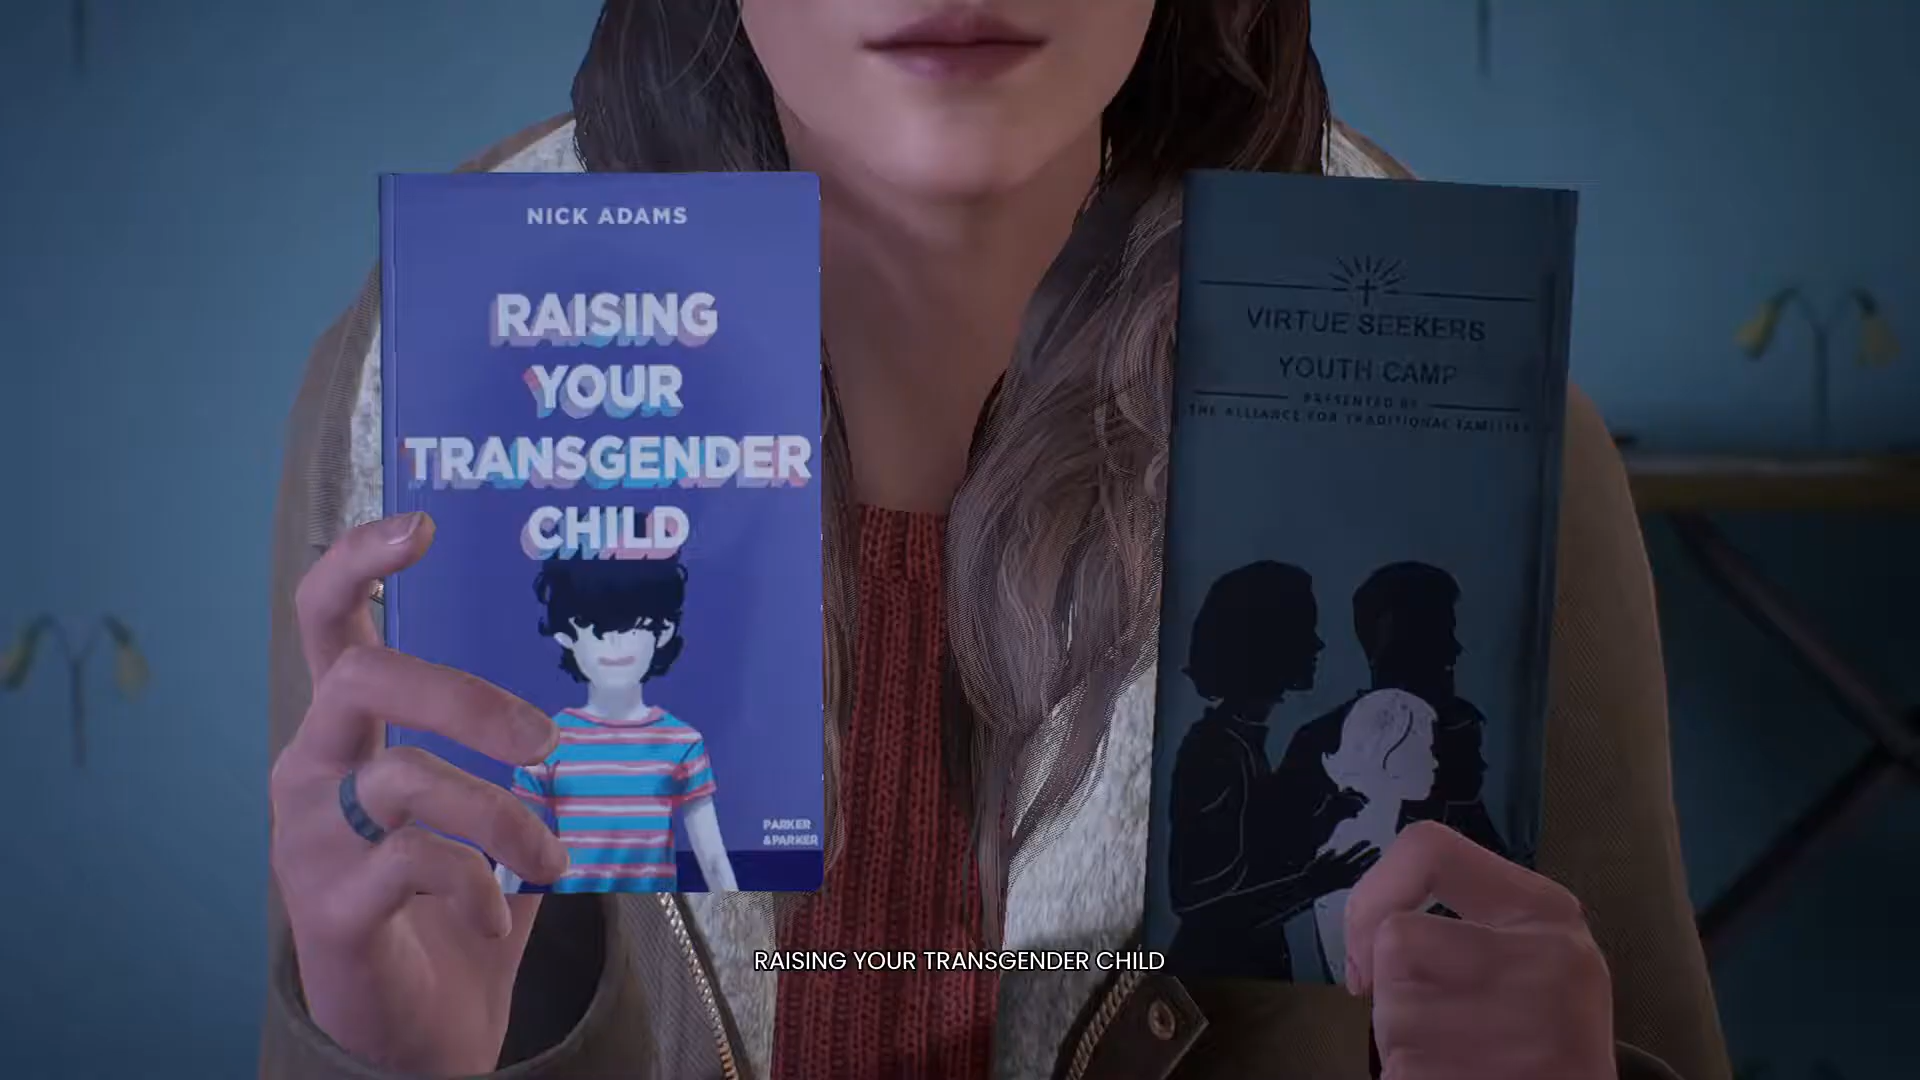 NICK ADAMS
RAISING
YOUR
TRANSGENDER
CHILD
PARKER
&PARKER
VIRTUE SEEKERS
YOUTH CAMP
PRESENTED BY
THE ALLIANCE FOR TRADITIONAL FAMILIES
RAISING YOUR TRANSGENDER CHILD